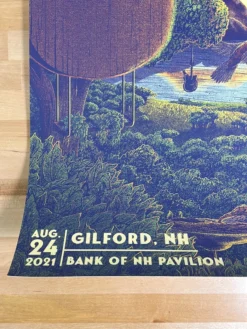 AUG.
24
2021
GILFORD, NH
BANK OF NH PAVILION